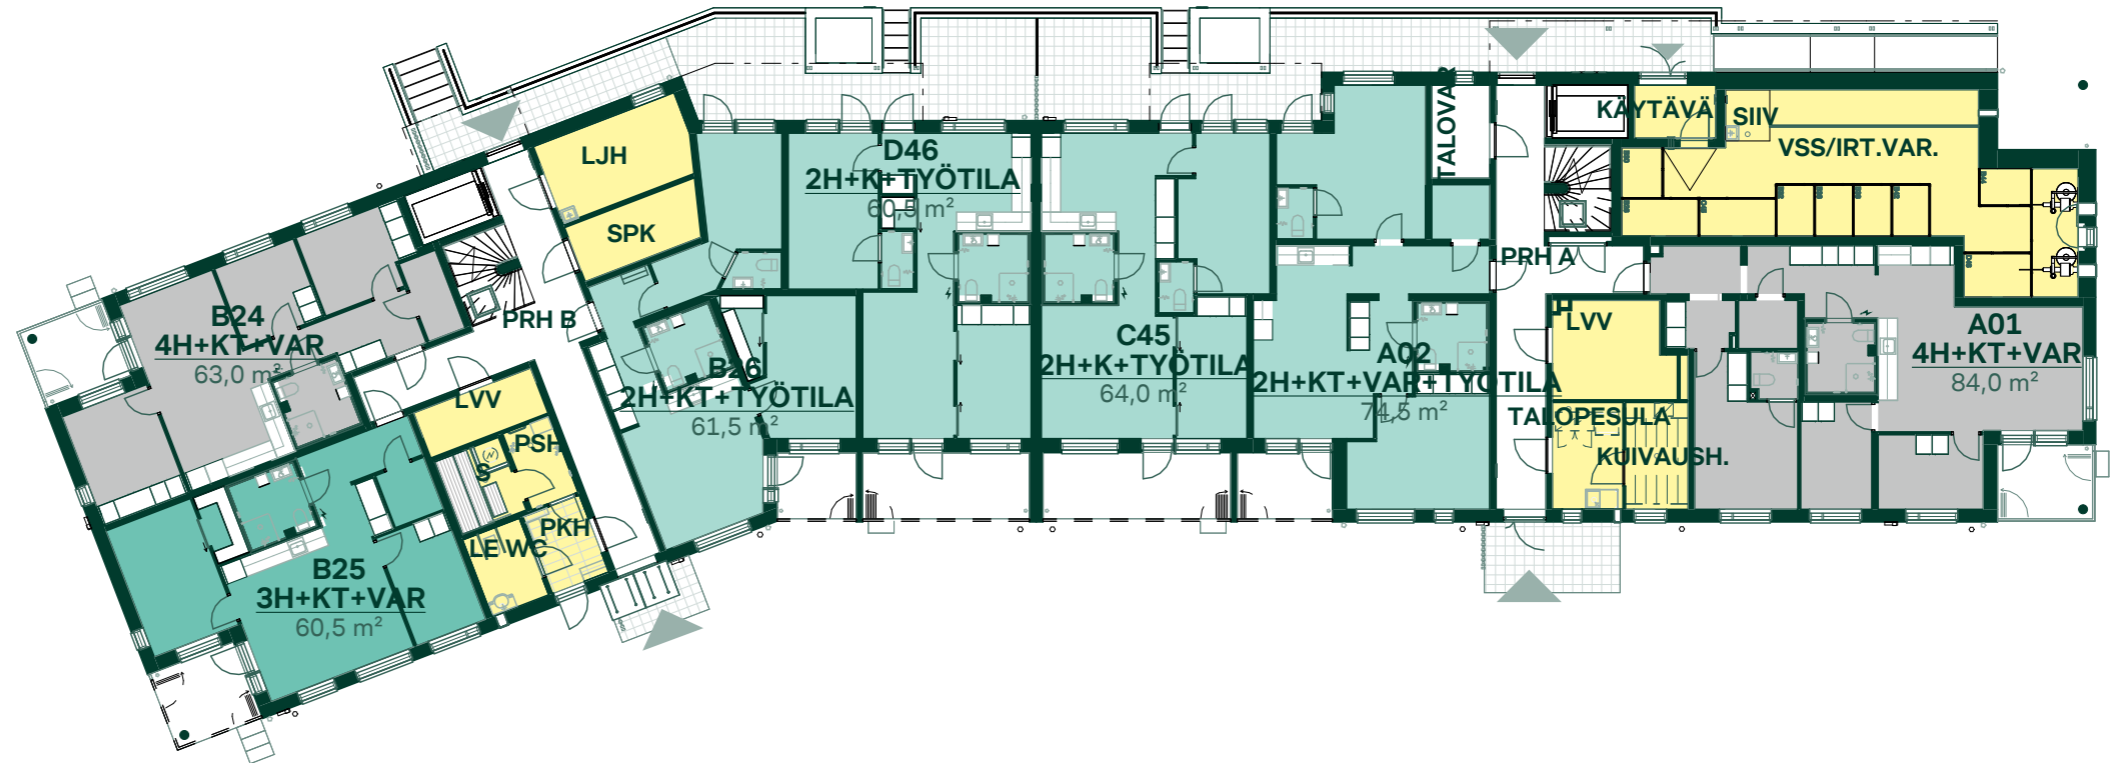 TALOVAR
KÄYTÄVÄ
SIIV
VSS/IRT.VAR.
LJH
SPK
D46
2H+K+TYÖTILA
60,5 m²
PRH B
PRH A
B24
4H+KT+VAR
63,0 m²
B26
2H+KT+TYÖTILA
61,5 m²
C45
2H+K+TYÖTILA
64,0 m²
A02
2H+KT+VAR+TYÖTILA
74,5 m²
LVV
A01
4H+KT+VAR
84,0 m²
TALOPESULA
KUIVAUSH.
LVV
PSH
S
PKH
LE-WC
B25
3H+KT+VAR
60,5 m²